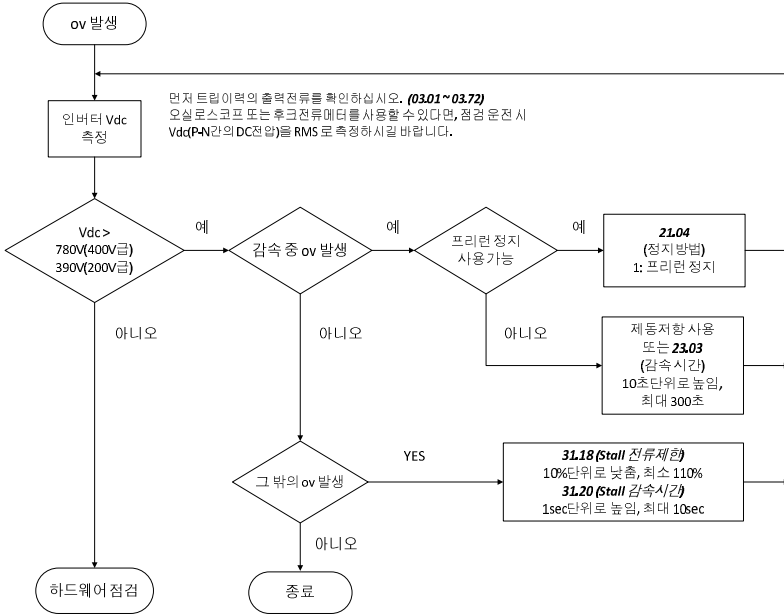 ov 발생
먼저 트립이력의 출력전류를 확인하십시오. (03.01 ~ 03.72)
오실로스코프 또는 후크전류메터를 사용할 수 있다면, 점검 운전 시
Vdc(P-N간의 DC전압)을 RMS 로 측정하시길 바랍니다.
인버터 Vdc
측정
Vdc >
780V(400V급)
390V(200V급)
예
감속 중 ov 발생
예
프리런 정지
사용가능
예
21.04
(정지방법)
1: 프리런 정지
아니오
아니오
아니오
제동저항 사용
또는 23.03
(감속 시간)
10초단위로 높임,
최대 300초
그 밖의 ov 발생
YES
31.18 (Stall 전류제한)
10%단위로 낮춤, 최소 110%
31.20 (Stall 감속시간)
1sec단위로 높임, 최대 10sec
아니오
하드웨어 점검
종료